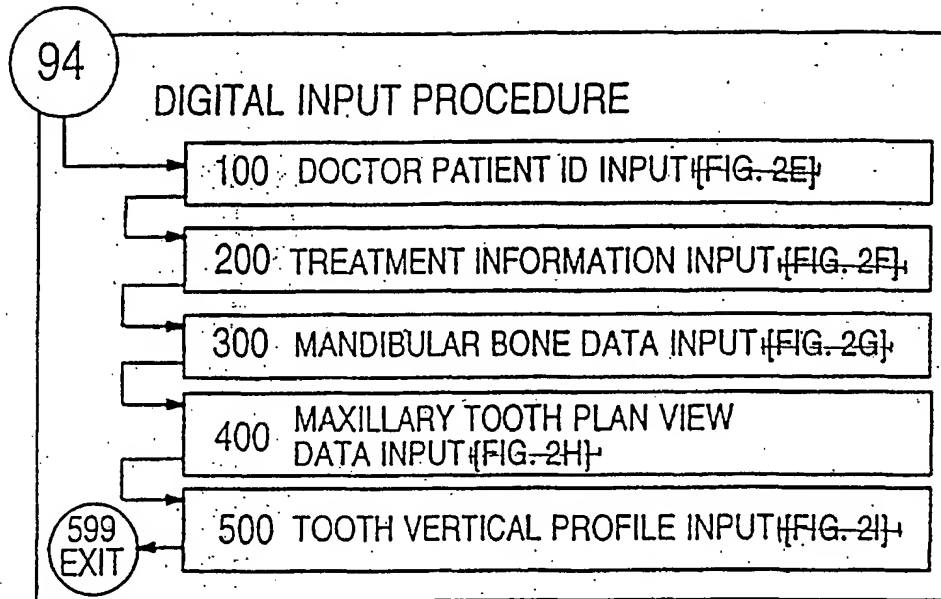 94
DIGITAL INPUT PROCEDURE
100 DOCTOR PATIENT ID INPUT [FIG. 2E]
200 TREATMENT INFORMATION INPUT [FIG. 2F]
300 MANDIBULAR BONE DATA INPUT [FIG. 2G]
400 MAXILLARY TOOTH PLAN VIEW
DATA INPUT [FIG. 2H]
500 TOOTH VERTICAL PROFILE INPUT [FIG. 2I]
599
EXIT